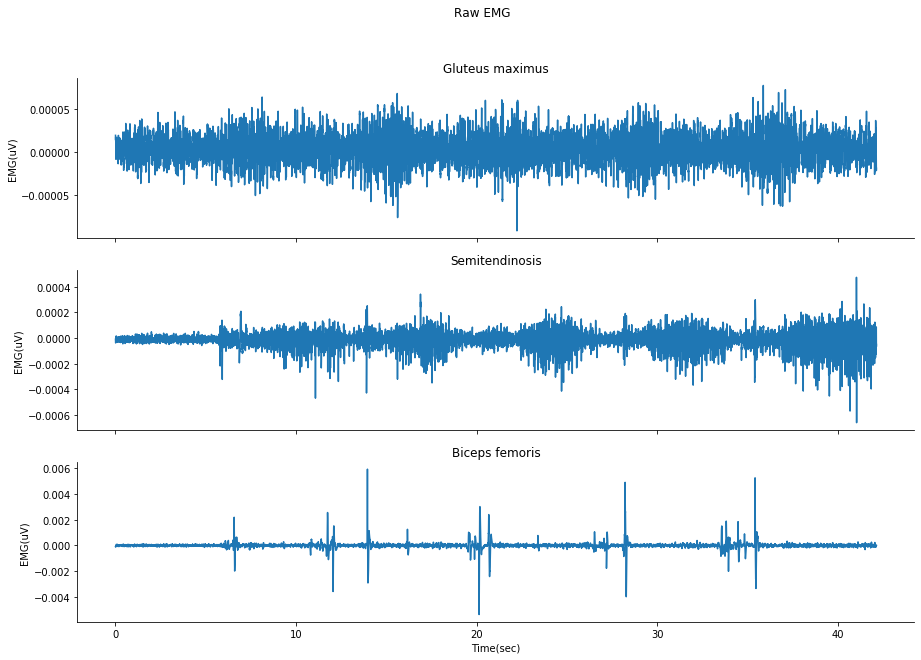 Raw EMG
Gluteus maximus
EMG(uV)
0.00005
0.00000
−0.00005
Semitendinosis
EMG(uV)
0.0004
0.0002
0.0000
−0.0002
−0.0004
−0.0006
Biceps femoris
EMG(uV)
0.006
0.004
0.002
0.000
−0.002
−0.004
0 10 20 30 40
Time(sec)